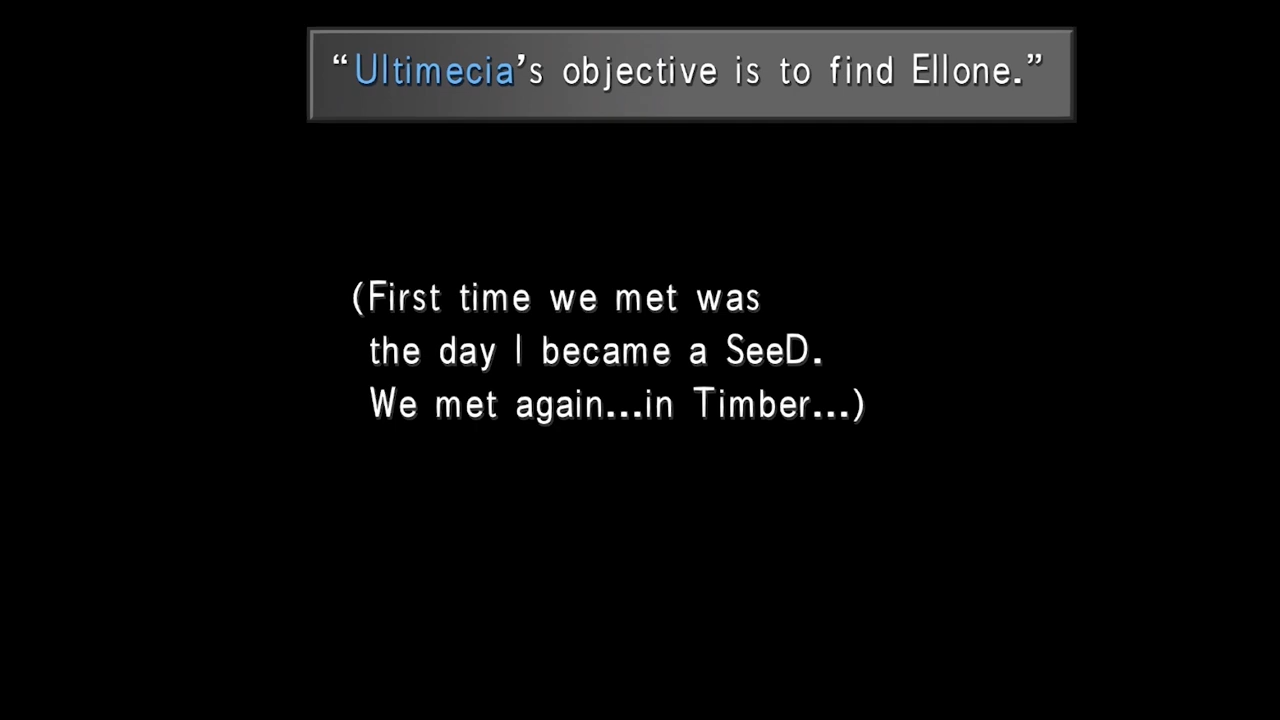 “Ultimecia’s objective is to find Ellone.”
(First time we met was
the day I became a SeeD.
We met again...in Timber...)